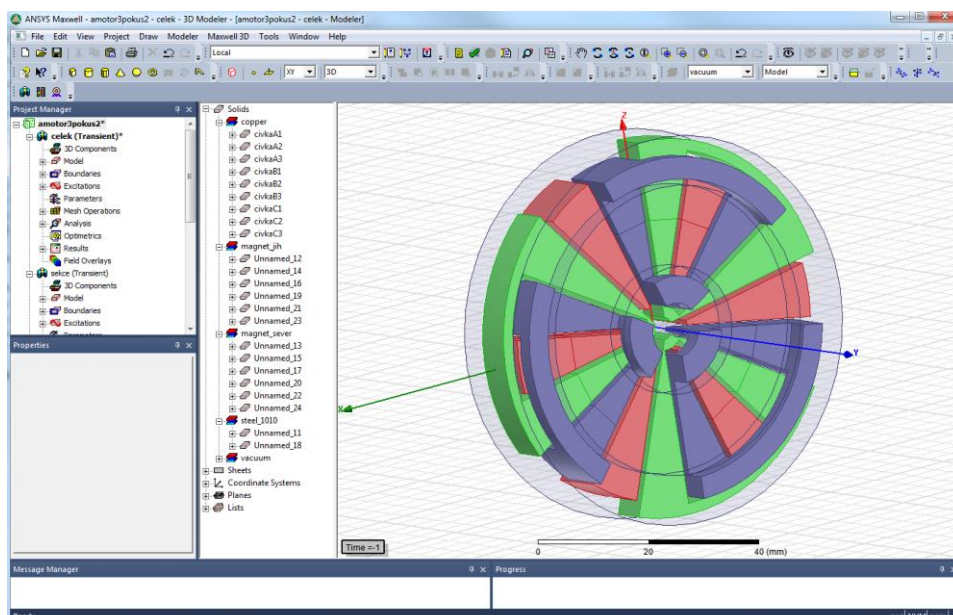 ANSYS Maxwell - amotor3pokus2 - celek - 3D Modeler - [amotor3pokus2 - celek - Modeler]
File Edit View Project Draw Modeler Maxwell 3D Tools Window Help
Local
XY 3D vacuum Model
Project Manager
amotor3pokus2*
celek (Transient)*
3D Components
Model
Boundaries
Excitations
Parameters
Mesh Operations
Analysis
Optimetrics
Results
Field Overlays
sekce (Transient)
3D Components
Model
Boundaries
Excitations
Properties
Solids
copper
civkaA1
civkaA2
civkaA3
civkaB1
civkaB2
civkaB3
civkaC1
civkaC2
civkaC3
magnet_jih
Unnamed_12
Unnamed_14
Unnamed_16
Unnamed_19
Unnamed_21
Unnamed_23
magnet_sever
Unnamed_13
Unnamed_15
Unnamed_17
Unnamed_20
Unnamed_22
Unnamed_24
steel_1010
Unnamed_11
Unnamed_18
vacuum
Sheets
Coordinate Systems
Planes
Lists
Z
X
Y
Time =-1
0 20 40 (mm)
Message Manager
Progress